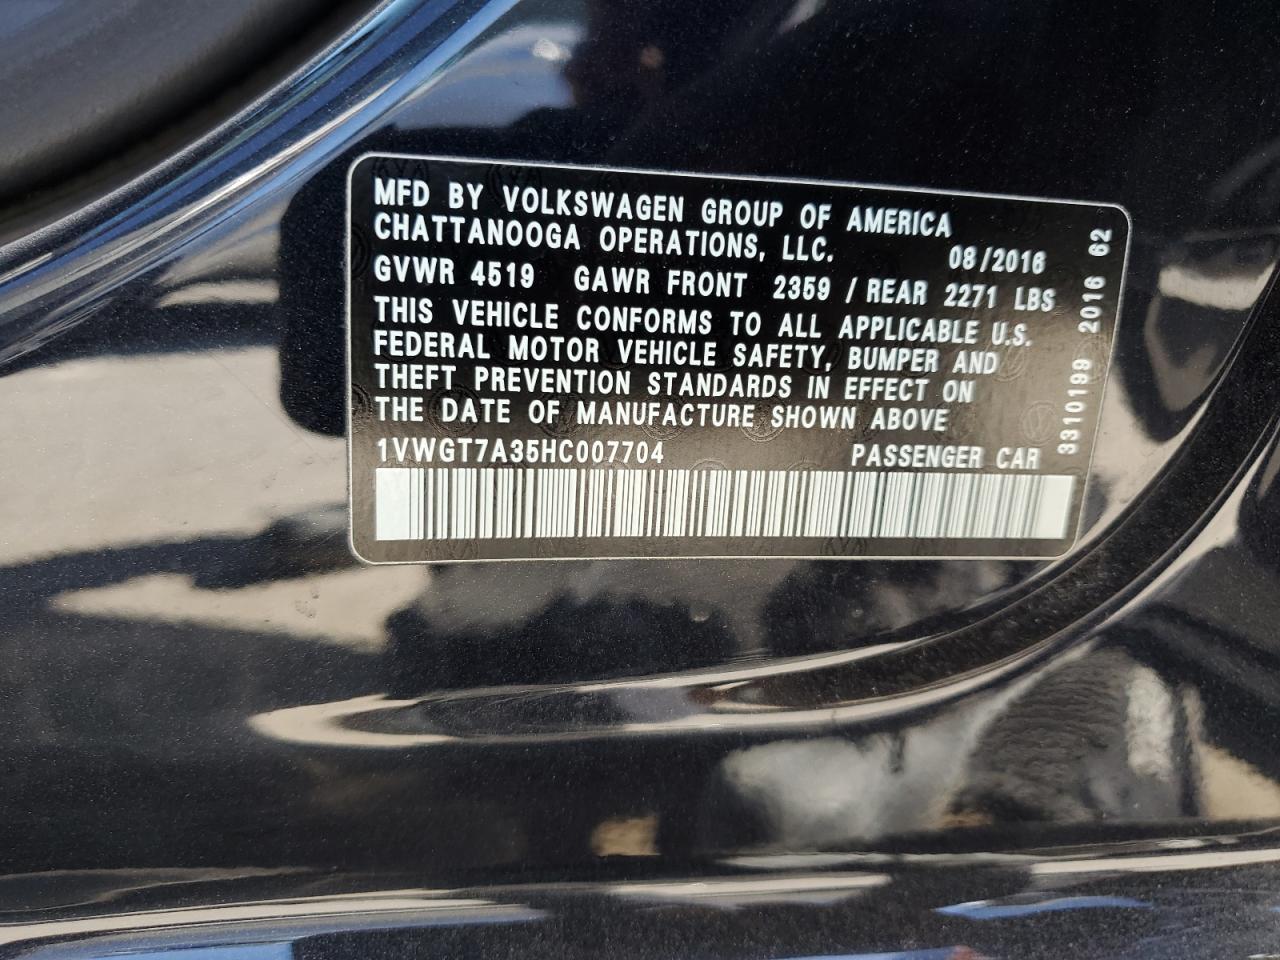 MFD BY VOLKSWAGEN GROUP OF AMERICA
CHATTANOOGA OPERATIONS, LLC. 08/2016
GVWR 4519 GAWR FRONT 2359 / REAR 2271 LBS
THIS VEHICLE CONFORMS TO ALL APPLICABLE U.S.
FEDERAL MOTOR VEHICLE SAFETY, BUMPER AND
THEFT PREVENTION STANDARDS IN EFFECT ON
THE DATE OF MANUFACTURE SHOWN ABOVE
1VWGT7A35HC007704 PASSENGER CAR
3310199 2016 62